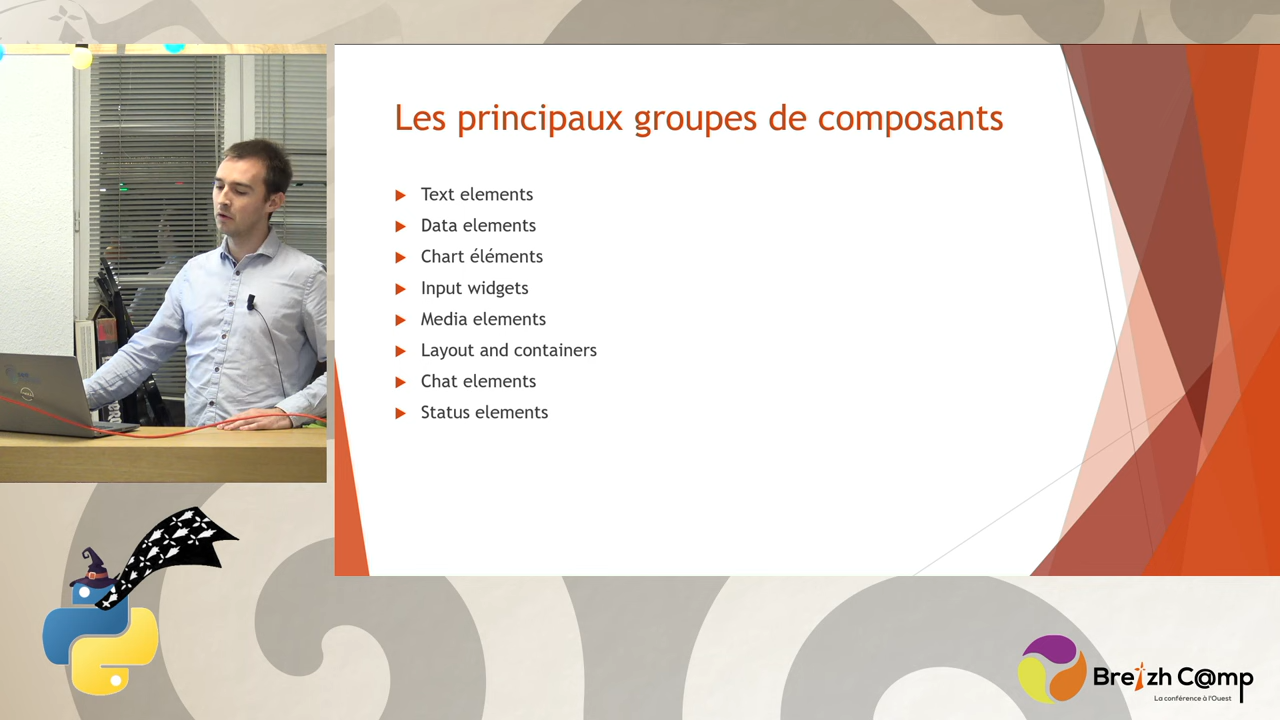 Les principaux groupes de composants
Text elements
Data elements
Chart éléments
Input widgets
Media elements
Layout and containers
Chat elements
Status elements
Breizh C@mp
La conférence à l'Ouest